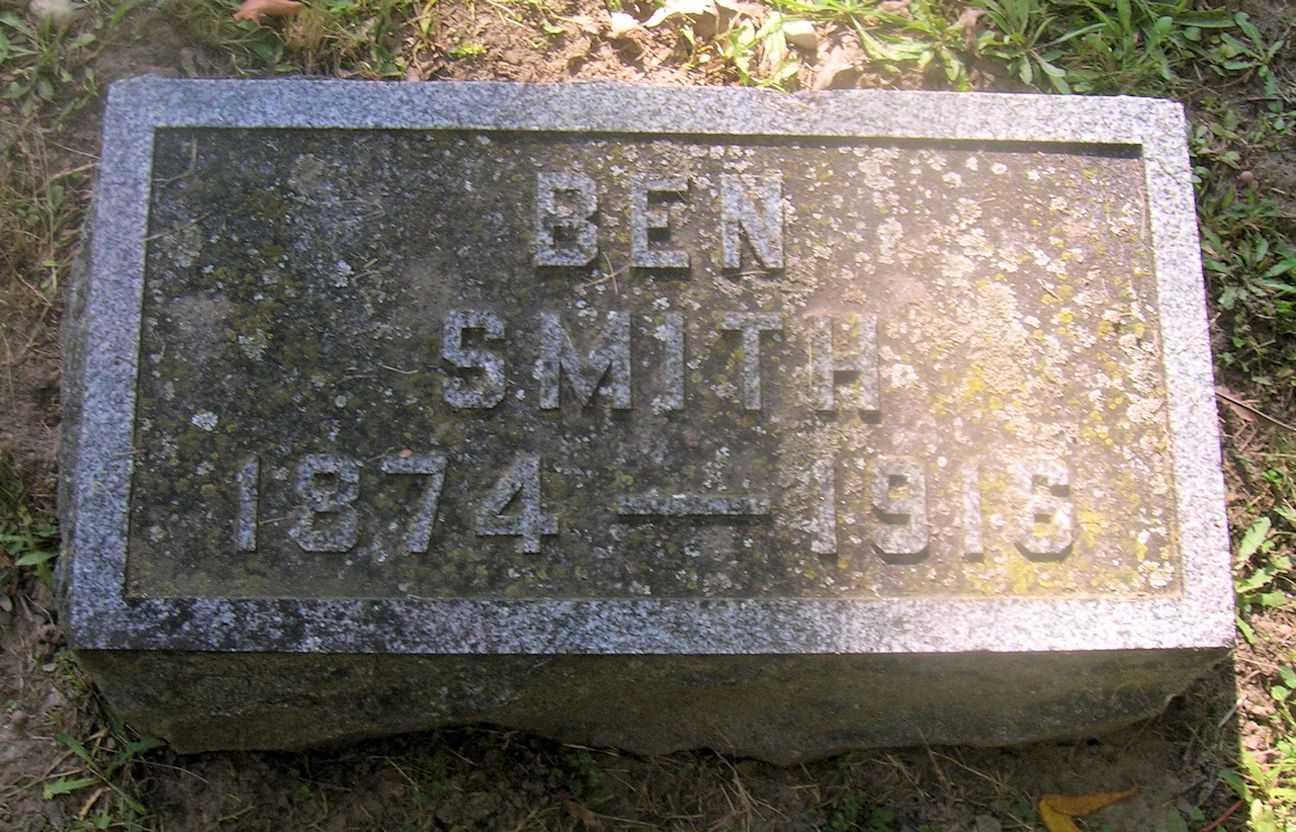 BEN
SMITH
1874 — 1916